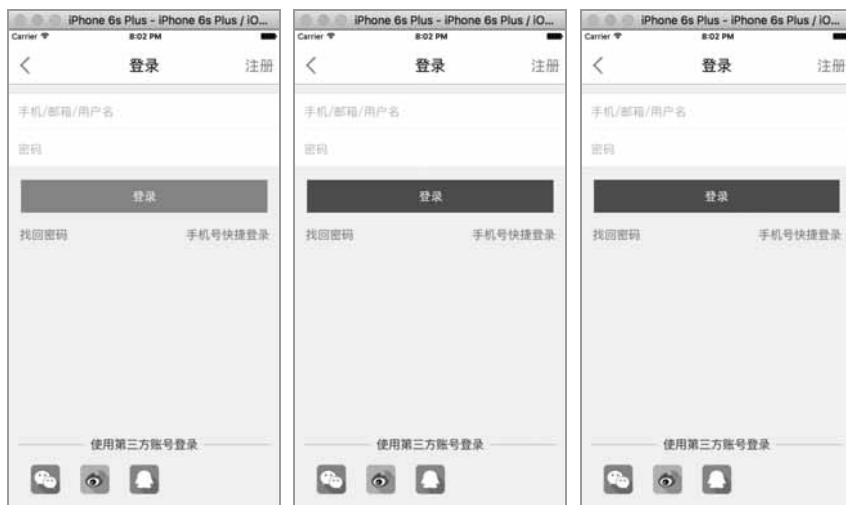 iPhone 6s Plus - iPhone 6s Plus / iO...
Carrier 8:02 PM
登录 注册
手机/邮箱/用户名
密码
登录
找回密码 手机号快捷登录
使用第三方账号登录
iPhone 6s Plus - iPhone 6s Plus / iO...
Carrier 8:02 PM
登录 注册
手机/邮箱/用户名
密码
登录
找回密码 手机号快捷登录
使用第三方账号登录
iPhone 6s Plus - iPhone 6s Plus / iO...
Carrier 8:02 PM
登录 注册
手机/邮箱/用户名
密码
登录
找回密码 手机号快捷登录
使用第三方账号登录